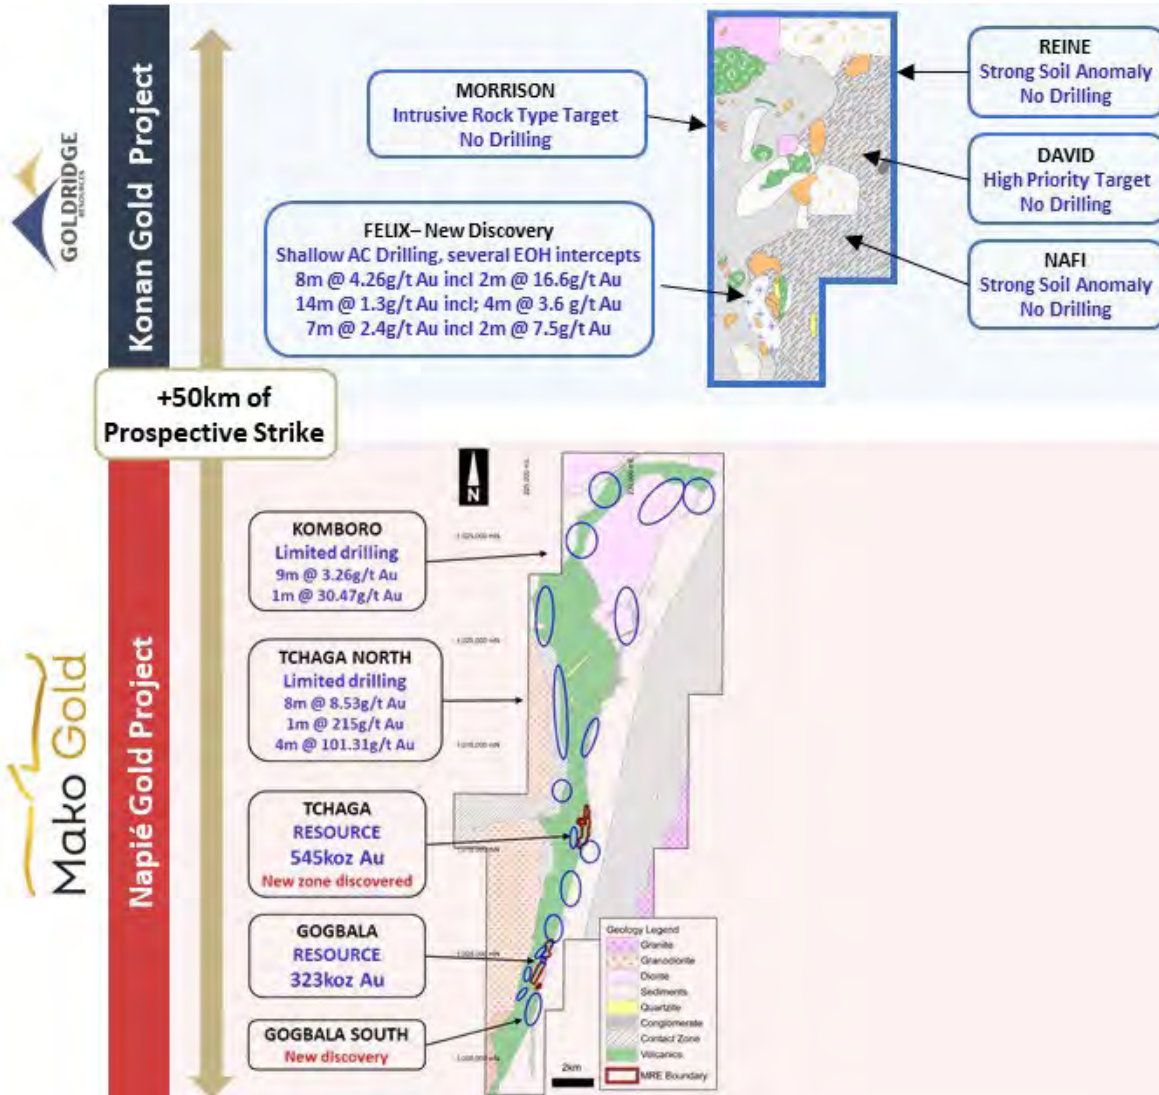 Konan Gold Project
GOLDRIDGE
RESOURCES
MORRISON
Intrusive Rock Type Target
No Drilling
FELIX– New Discovery
Shallow AC Drilling, several EOH intercepts
8m @ 4.26g/t Au incl 2m @ 16.6g/t Au
14m @ 1.3g/t Au incl; 4m @ 3.6 g/t Au
7m @ 2.4g/t Au incl 2m @ 7.5g/t Au
REINE
Strong Soil Anomaly
No Drilling
DAVID
High Priority Target
No Drilling
NAFI
Strong Soil Anomaly
No Drilling
+50km of
Prospective Strike
Napié Gold Project
Mako Gold
N
KOMBORO
Limited drilling
9m @ 3.26g/t Au
1m @ 30.47g/t Au
TCHAGA NORTH
Limited drilling
8m @ 8.53g/t Au
1m @ 215g/t Au
4m @ 101.31g/t Au
TCHAGA
RESOURCE
545koz Au
New zone discovered
GOGBALA
RESOURCE
323koz Au
GOGBALA SOUTH
New discovery
Geology Legend
Granite
Granodiorite
Diorite
Sediments
Quartzite
Conglomerate
Contact Zone
Volcanics
MRE Boundary
2km